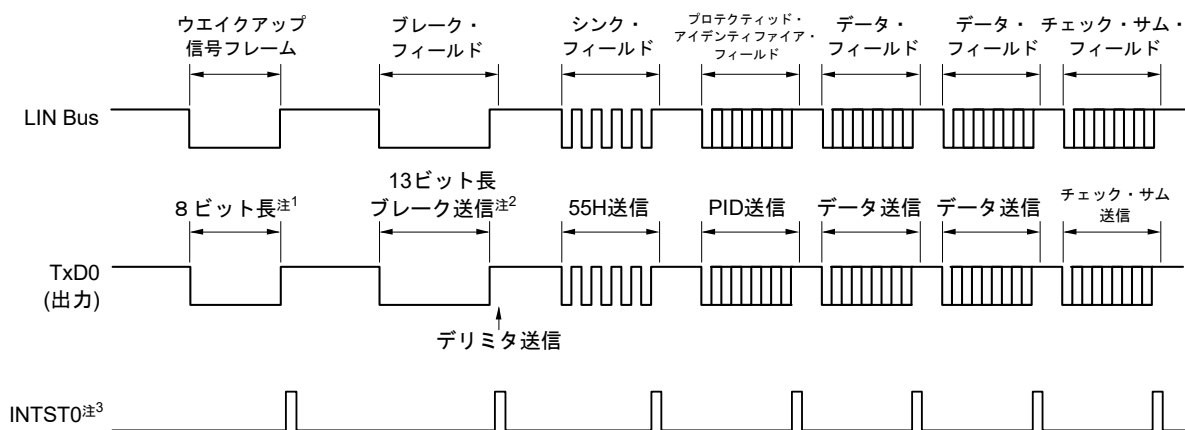 ウエイクアップ
信号フレーム
ブレーク・
フィールド
シンク・
フィールド
プロテクティッド・
アイデンティファイア・
フィールド
データ・
フィールド
データ・
フィールド
チェック・サム・
フィールド
LIN Bus
8 ビット長注1
13ビット長
ブレーク送信注2
55H送信
PID送信
データ送信
データ送信
チェック・サム
送信
TxD0
(出力)
デリミタ送信
INTST0注3